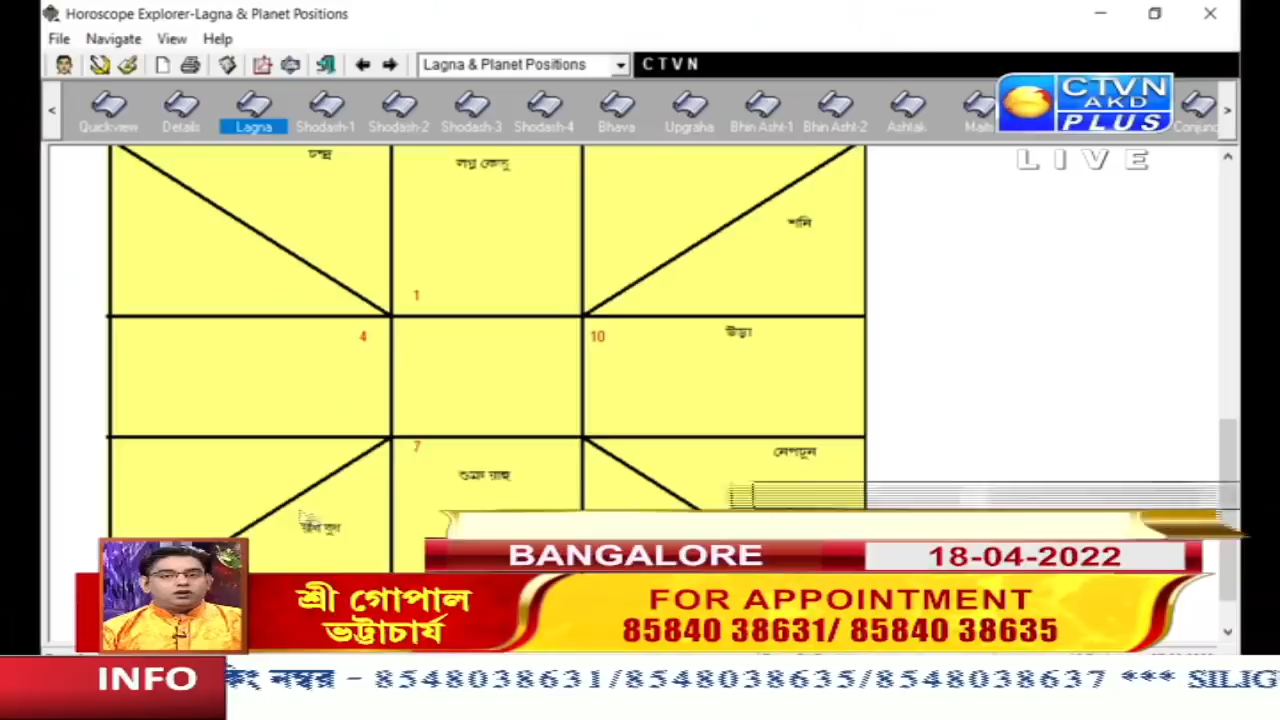 Horoscope Explorer-Lagna & Planet Positions
File Navigate View Help
Lagna & Planet Positions
CTVN
Quickview Details Lagna Shodash-1 Shodash-2 Shodash-3 Shodash-4 Bhava Upgraha Bhin Asht-1 Bhin Asht-2 Ashtak
CTVN
AKD
PLUS
LIVE
চন্দ্র
লগ্ন কেতু
শনি
1
4
10
7
শুক্র রাহু
নেপচুন
BANGALORE
18-04-2022
শ্রী গোপাল
ভট্টাচার্য
FOR APPOINTMENT
85840 38631/ 85840 38635
INFO
নম্বর - 8548038631/8548038635/8548038637 *** SILIG